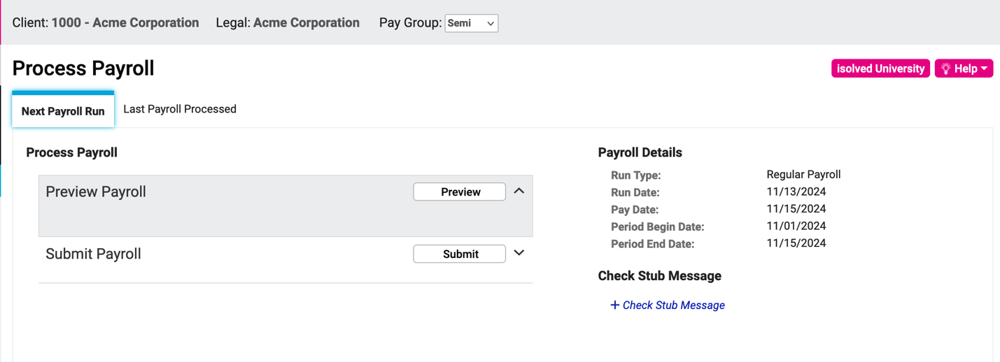 Client: 1000 - Acme Corporation Legal: Acme Corporation Pay Group: Semi
Process Payroll
isolved University Help
Next Payroll Run Last Payroll Processed
Process Payroll
Preview Payroll Preview
Submit Payroll Submit
Payroll Details
Run Type: Regular Payroll
Run Date: 11/13/2024
Pay Date: 11/15/2024
Period Begin Date: 11/01/2024
Period End Date: 11/15/2024
Check Stub Message
+ Check Stub Message